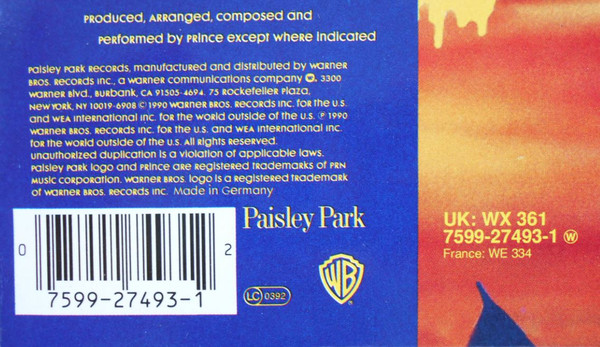 Produced, Arranged, composed and
performed by Prince except where indicated
Paisley Park Records, manufactured and distributed by Warner
Bros. Records Inc., a Warner communications company W. 3300
Warner Blvd., Burbank, CA 91505-4694. 75 Rockefeller Plaza,
New York, NY 10019-6908 © 1990 Warner Bros. Records Inc. for the U.S.
and WEA International Inc. for the world outside of the U.S. ℗ 1990
Warner Bros. Records Inc. for the U.S. and WEA International Inc.
for the world outside of the U.S. All Rights Reserved.
unauthorized duplication is a violation of applicable laws.
Paisley Park logo and Prince are registered trademarks of PRN
Music Corporation. Warner Bros. logo is a registered trademark
of Warner Bros. Records Inc. Made in Germany
0 2
7599-27493-1
Paisley Park
WB
LC 0392
UK: WX 361
7599-27493-1 W
France: WE 334